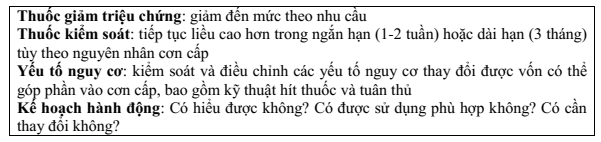 Thuốc giảm triệu chứng: giảm đến mức theo nhu cầu
Thuốc kiểm soát: tiếp tục liều cao hơn trong ngắn hạn (1-2 tuần) hoặc dài hạn (3 tháng)
tùy theo nguyên nhân cơn cấp
Yếu tố nguy cơ: kiểm soát và điều chỉnh các yếu tố nguy cơ thay đổi được vốn có thể
góp phần vào cơn cấp, bao gồm kỹ thuật hít thuốc và tuân thủ
Kế hoạch hành động: Có hiểu được không? Có được sử dụng phù hợp không? Có cần
thay đổi không?